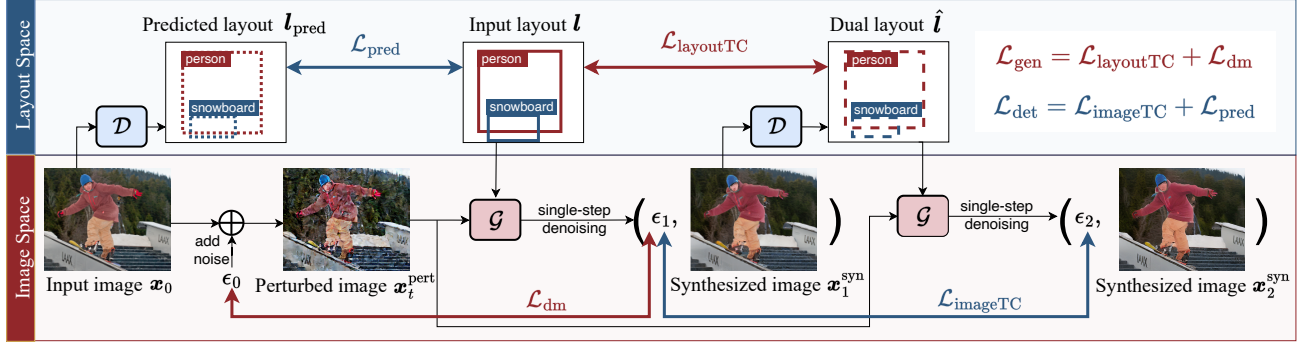 Layout Space
Predicted layout l_pred
Input layout l
Dual layout l̂
L_pred
L_layoutTC
person
snowboard
person
snowboard
person
snowboard
D
D
L_gen = L_layoutTC + L_dm
L_det = L_imageTC + L_pred
Image Space
add
noise
ϵ_0
G
single-step
denoising
(ϵ_1, )
G
single-step
denoising
(ϵ_2, )
Input image x_0
Perturbed image x_t^pert
Synthesized image x_1^syn
Synthesized image x_2^syn
L_dm
L_imageTC